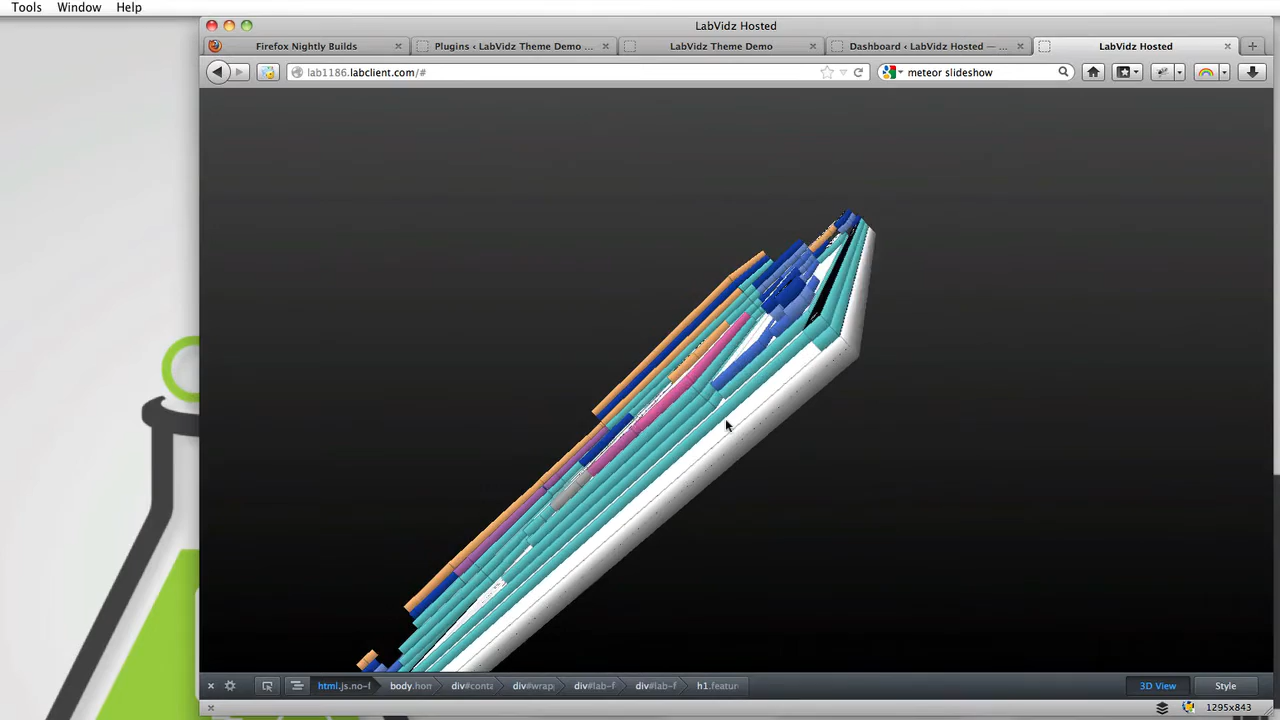 Tools Window Help
LabVidz Hosted
Firefox Nightly Builds
Plugins ‹ LabVidz Theme Demo ...
LabVidz Theme Demo
Dashboard ‹ LabVidz Hosted — ...
LabVidz Hosted
lab1186.labclient.com/#
meteor slideshow
html.js.no-f
body.hom
div#conta
div#wrap
div#lab-f
div#lab-f
h1.featur
3D View
Style
1295x843